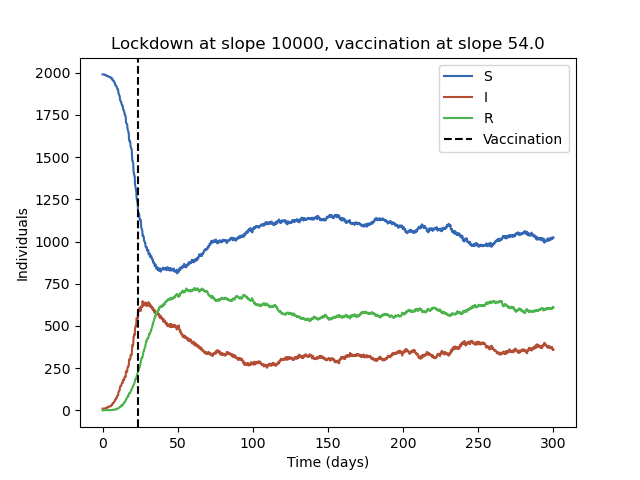 Lockdown at slope 10000, vaccination at slope 54.0
S
I
R
Vaccination
2000
1750
1500
1250
1000
750
500
250
0
Individuals
0 50 100 150 200 250 300
Time (days)